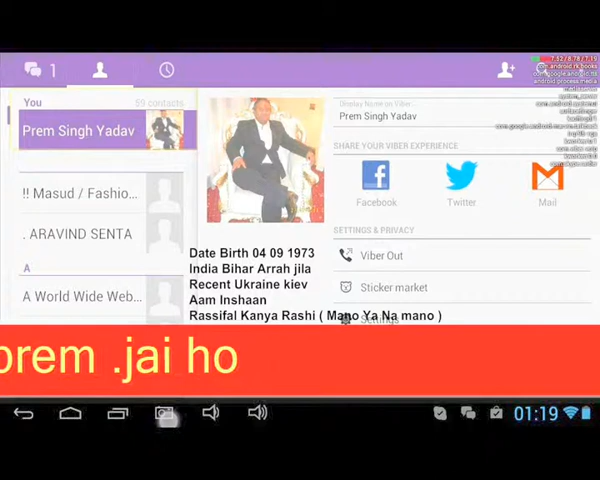 1
You
59 contacts
Prem Singh Yadav
!! Masud / Fashio...
. ARAVIND SENTA
A
A World Wide Web...
Display Name on Viber
Prem Singh Yadav
SHARE YOUR VIBER EXPERIENCE
Facebook
Twitter
Mail
SETTINGS & PRIVACY
Viber Out
Sticker market
Settings
Date Birth 04 09 1973
India Bihar Arrah jila
Recent Ukraine kiev
Aam Inshaan
Rassifal Kanya Rashi ( Mano Ya Na mano )
prem .jai ho
01:19